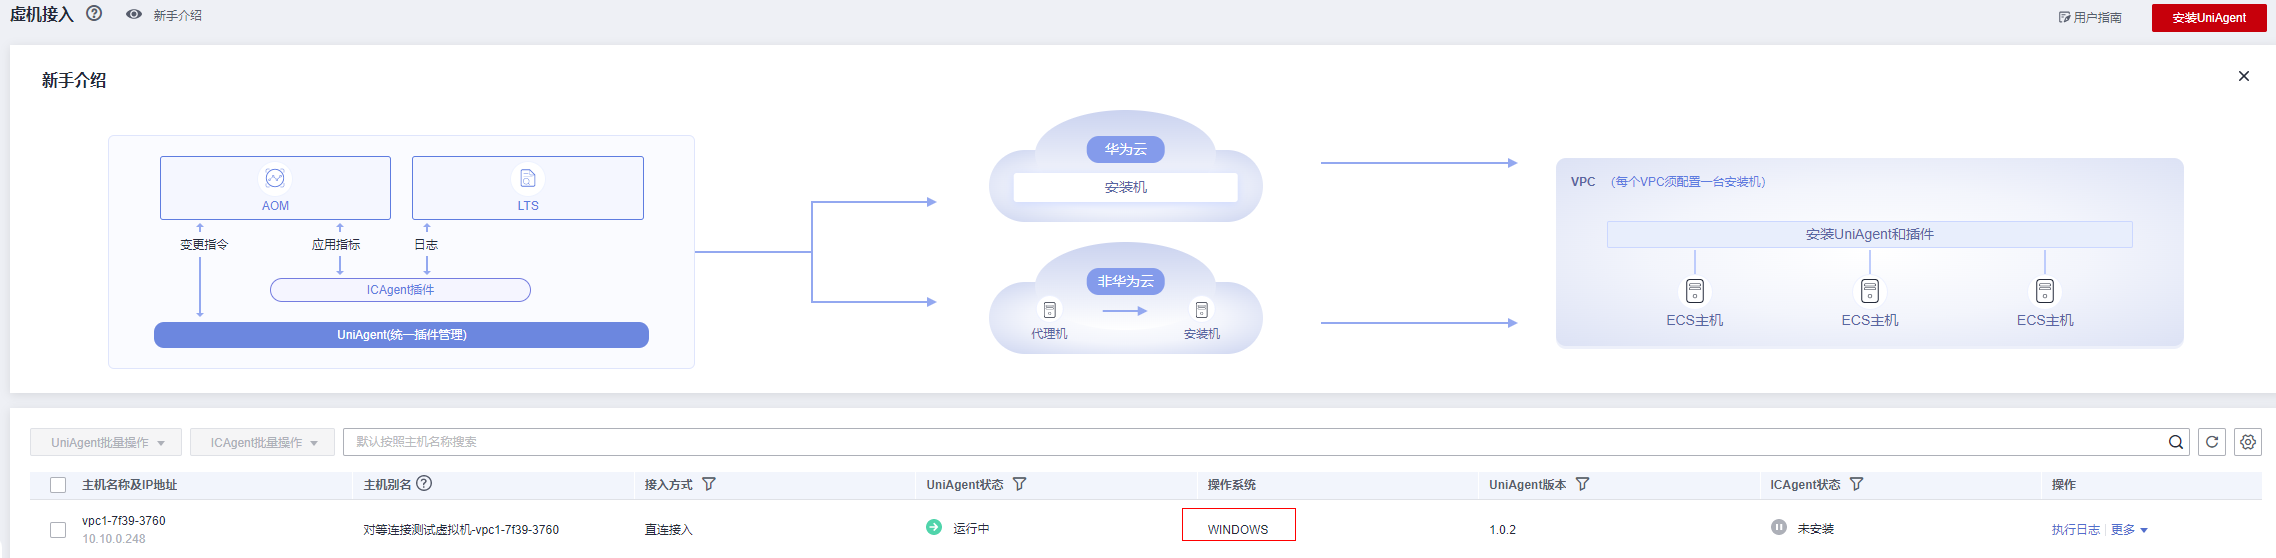 虚机接入 新手介绍 用户指南 安装UniAgent
新手介绍
AOM LTS
变更指令 应用指标 日志
ICAgent插件
UniAgent(统一插件管理)
华为云
安装机
非华为云
代理机 安装机
VPC （每个VPC须配置一台安装机）
安装UniAgent和插件
ECS主机 ECS主机 ECS主机
UniAgent批量操作 ICAgent批量操作 默认按照主机名称搜索
主机名称及IP地址 主机别名 接入方式 UniAgent状态 操作系统 UniAgent版本 ICAgent状态 操作
vpc1-7f39-3760
10.10.0.248
对等连接测试虚拟机-vpc1-7f39-3760 直连接入 运行中 WINDOWS 1.0.2 未安装 执行日志 更多